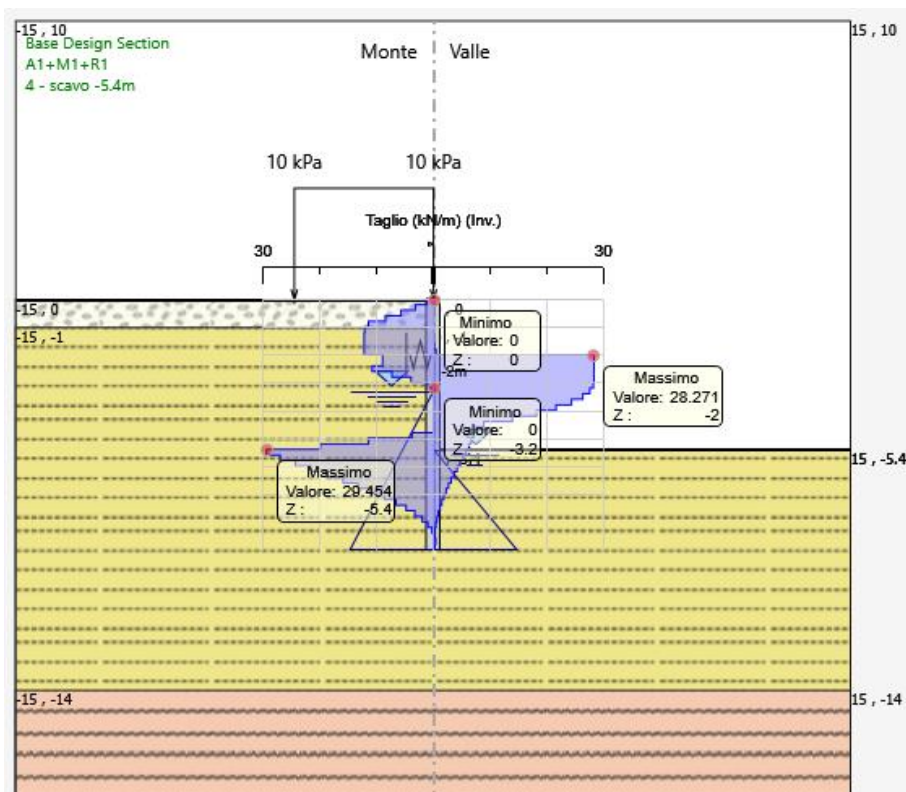 -15 , 10
15 , 10
Base Design Section
A1+M1+R1
4 - scavo -5.4m
Monte
Valle
10 kPa
10 kPa
Taglio (kN/m) (Inv.)
30
30
-15, 0
0
-15, -1
Minimo
Valore: 0
Z : 0
-2m
Massimo
Valore: 28.271
Z : -2
Minimo
Valore: 0
Z : -3.2
15 , -5.4
Massimo
Valore: 29.454
Z : -5.4
-15 , -14
15 , -14